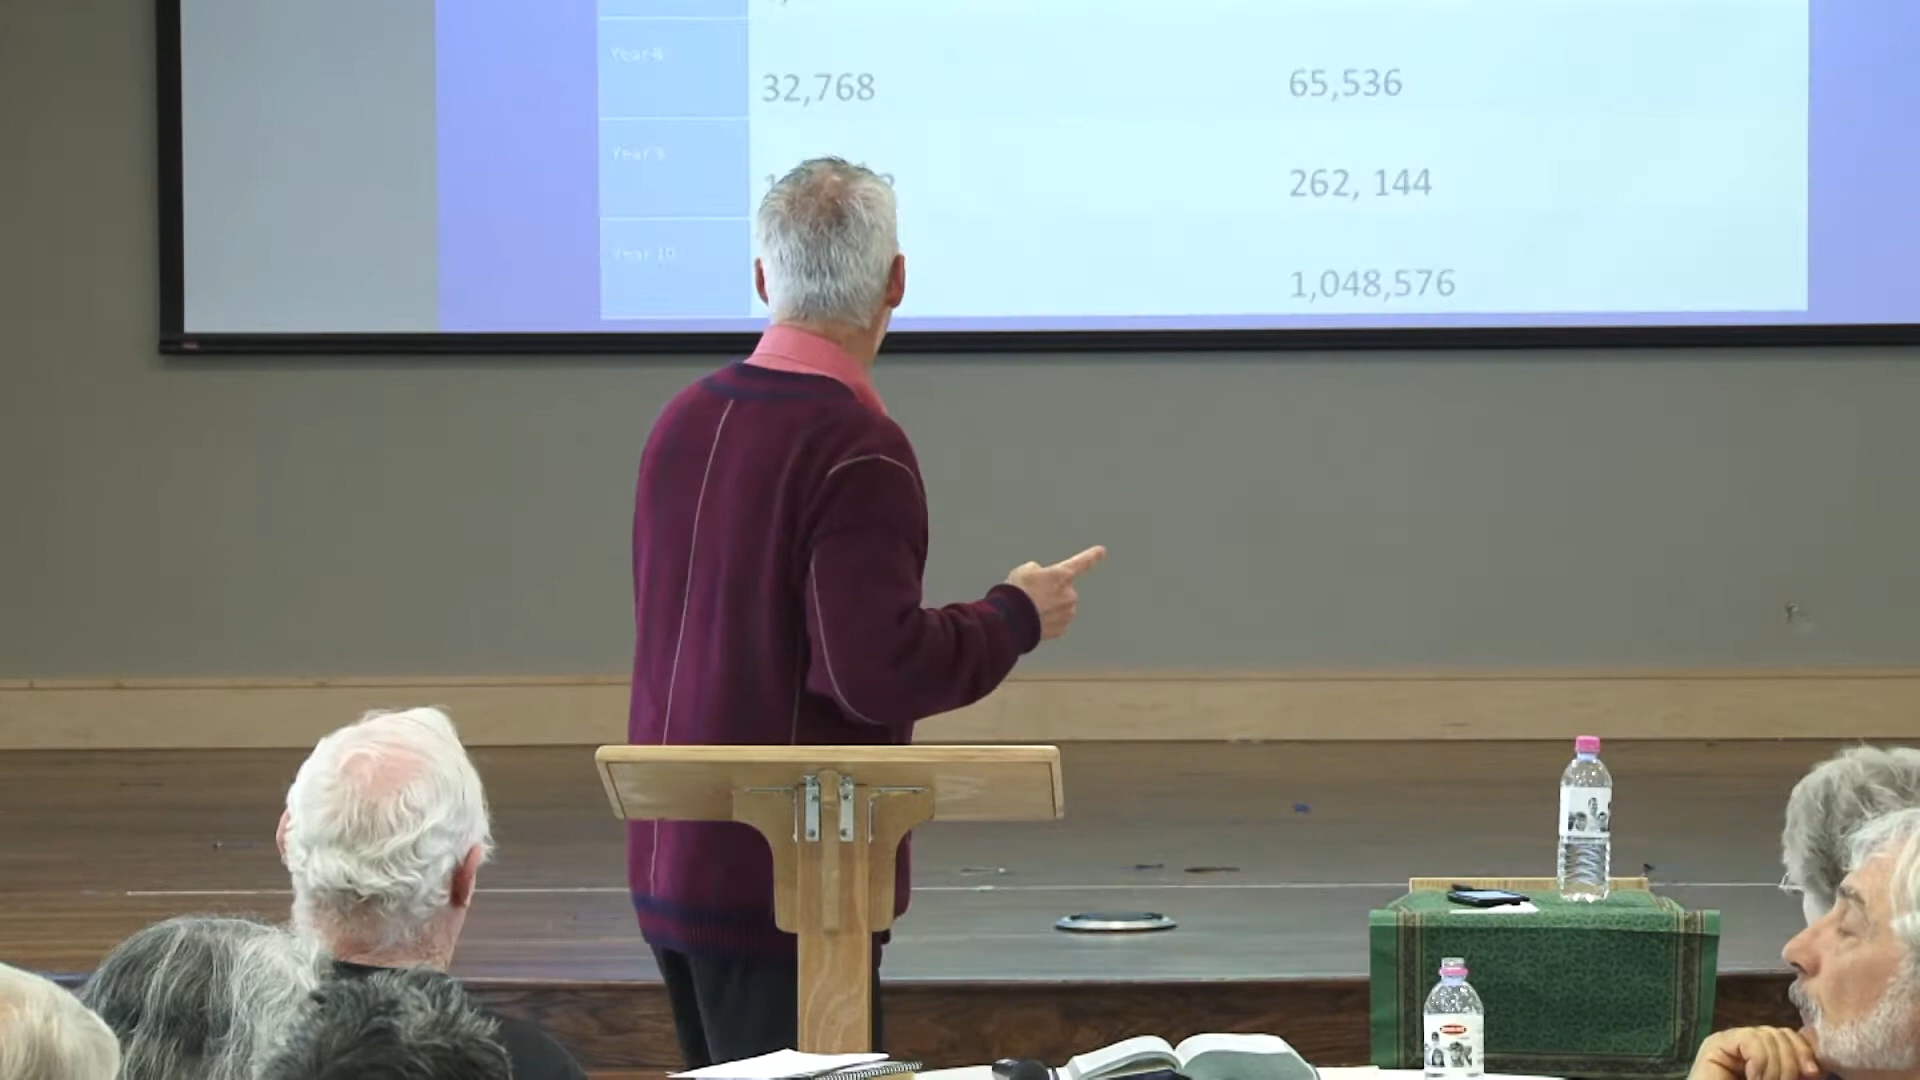 Year 8
32,768 65,536
Year 9
262, 144
Year 10
1,048,576